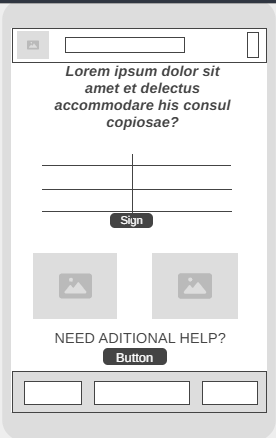 Lorem ipsum dolor sit
amet et delectus
accommodare his consul
copiosae?
Sign
NEED ADITIONAL HELP?
Button